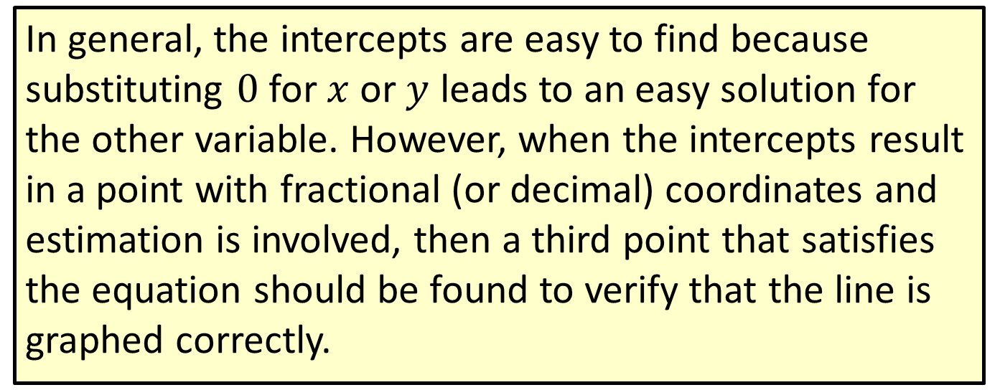 In general, the intercepts are easy to find because
substituting 0 for x or y leads to an easy solution for
the other variable. However, when the intercepts result
in a point with fractional (or decimal) coordinates and
estimation is involved, then a third point that satisfies
the equation should be found to verify that the line is
graphed correctly.